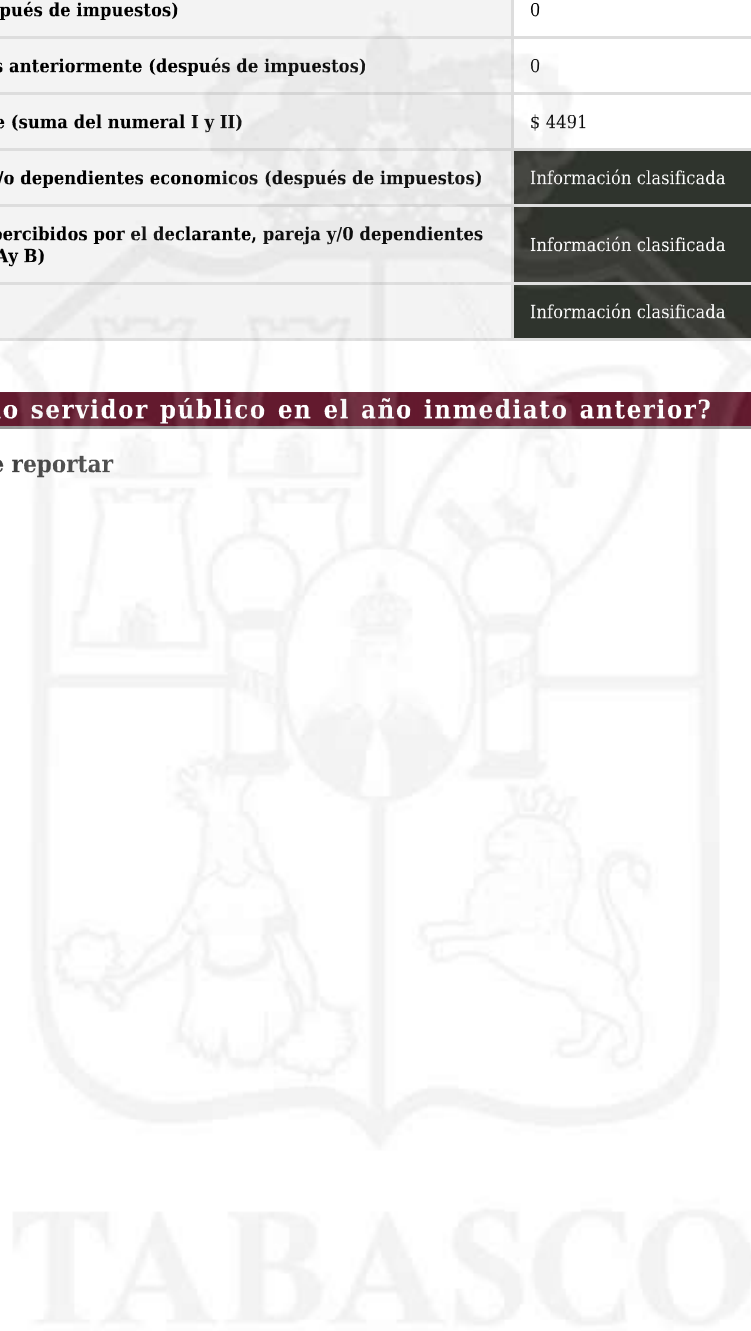 pués de impuestos) 0
s anteriormente (después de impuestos) 0
e (suma del numeral I y II) $ 4491
/o dependientes economicos (después de impuestos) Información clasificada
percibidos por el declarante, pareja y/0 dependientes
Ay B) Información clasificada
Información clasificada
o servidor público en el año inmediato anterior?
e reportar
TABASCO